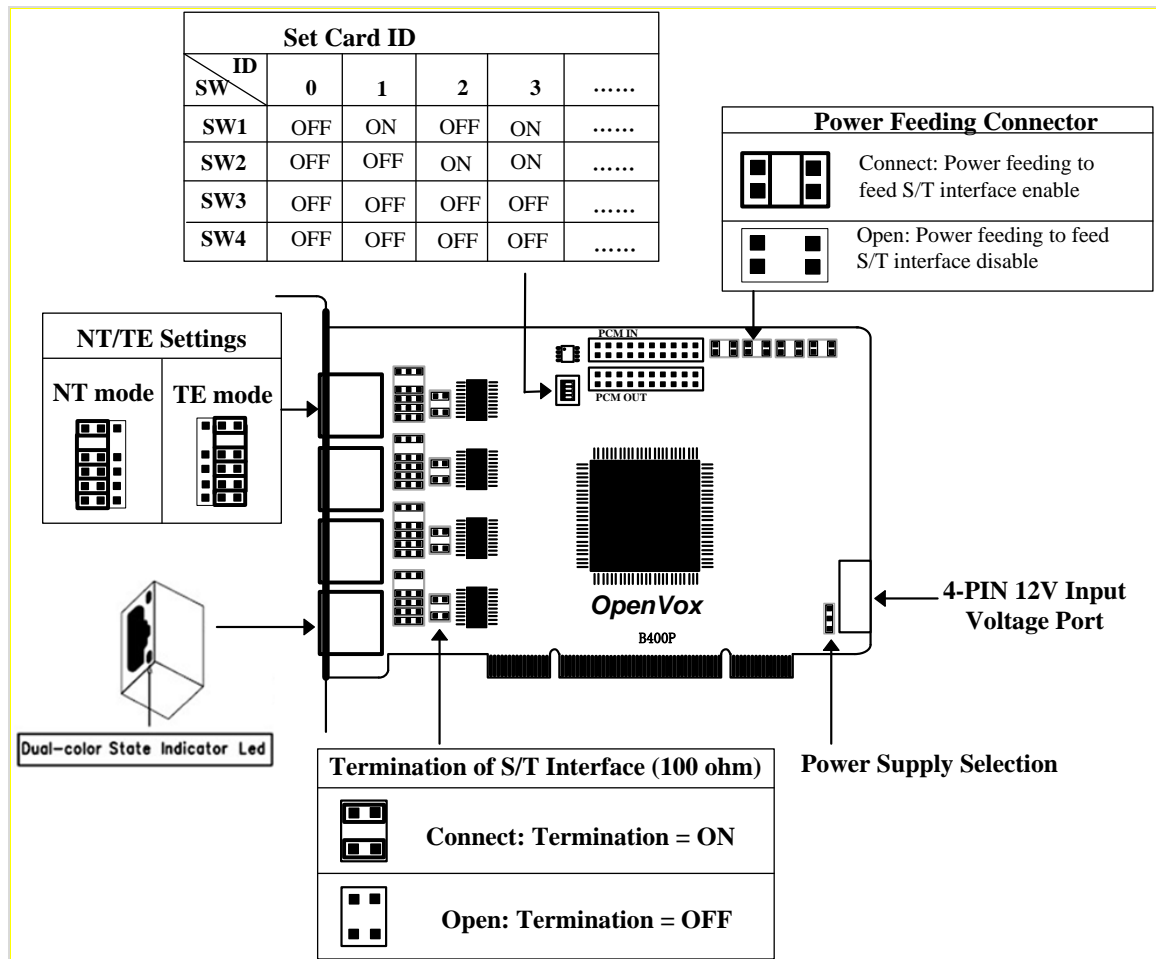 Set Card ID
ID
SW 0 1 2 3 ......
SW1 OFF ON OFF ON ......
SW2 OFF OFF ON ON ......
SW3 OFF OFF OFF OFF ......
SW4 OFF OFF OFF OFF ......
Power Feeding Connector
Connect: Power feeding to
feed S/T interface enable
Open: Power feeding to feed
S/T interface disable
NT/TE Settings
NT mode TE mode
PCM IN
PCM OUT
OpenVox
B400P
4-PIN 12V Input
Voltage Port
Dual-color State Indicator Led
Termination of S/T Interface (100 ohm)
Connect: Termination = ON
Open: Termination = OFF
Power Supply Selection